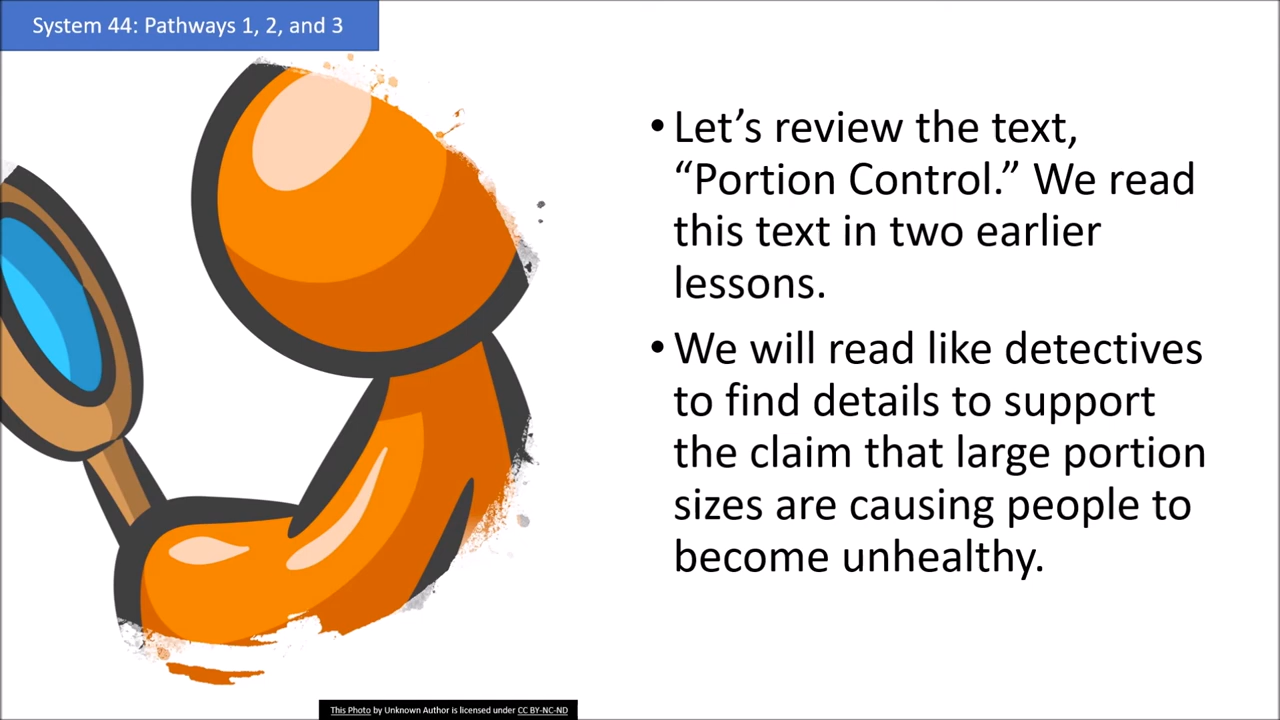 System 44: Pathways 1, 2, and 3
• Let’s review the text,
“Portion Control.” We read
this text in two earlier
lessons.
• We will read like detectives
to find details to support
the claim that large portion
sizes are causing people to
become unhealthy.
This Photo by Unknown Author is licensed under CC BY-NC-ND